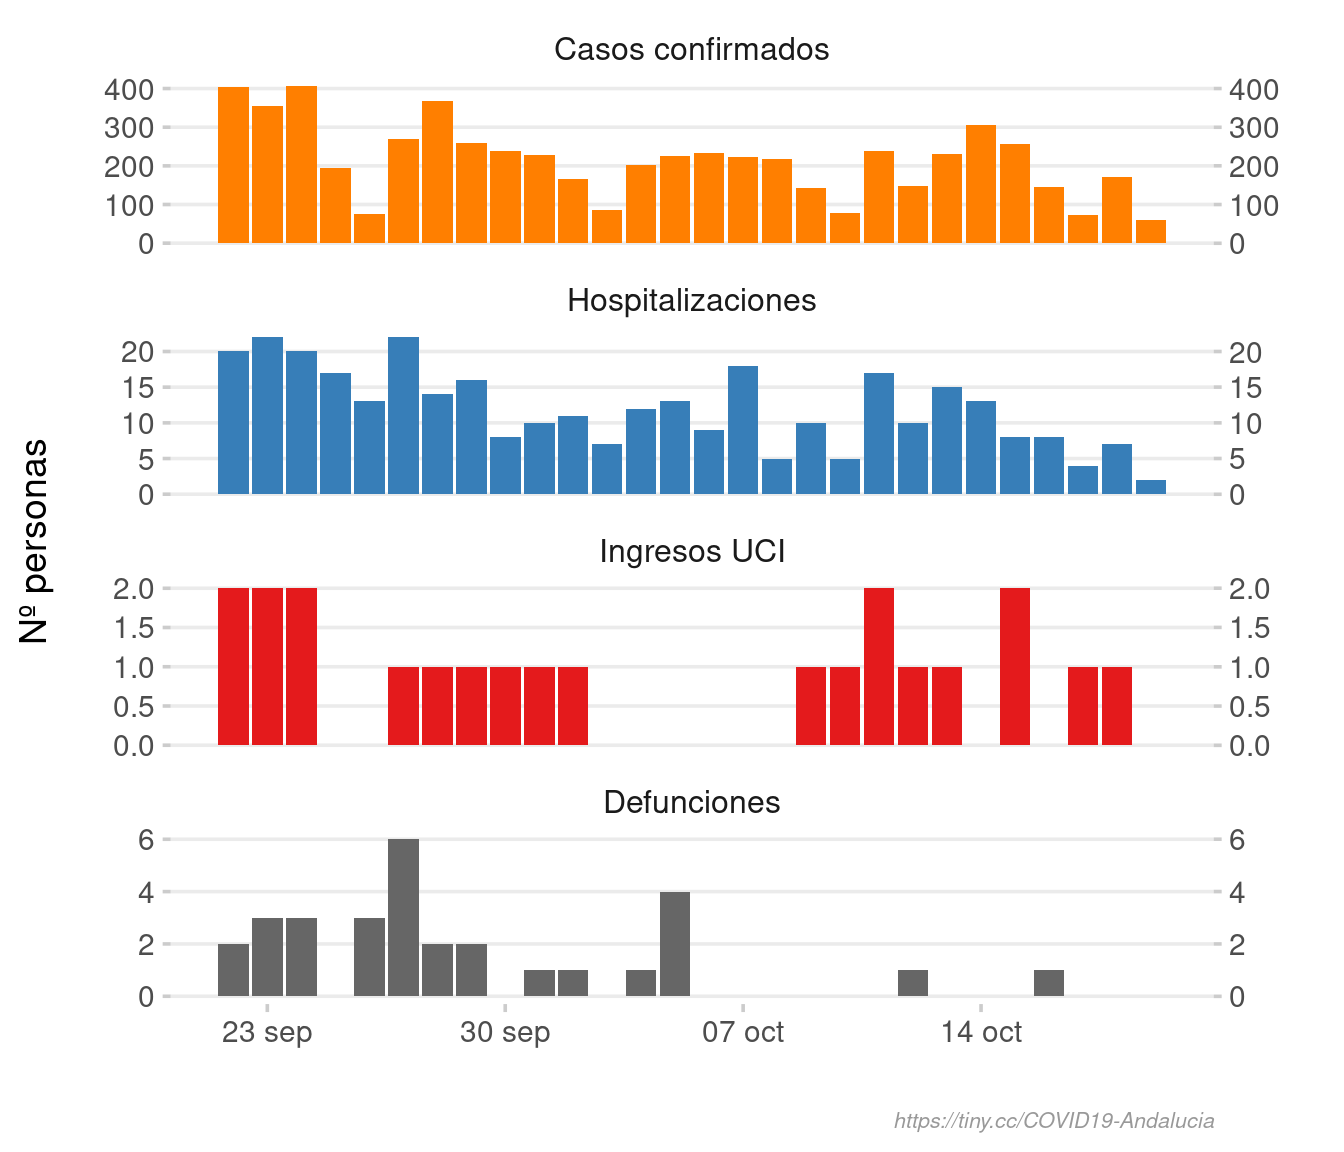 Casos confirmados
400 400
300 300
200 200
100 100
0 0
Hospitalizaciones
20 20
15 15
10 10
5 5
0 0
Nº personas
Ingresos UCI
2.0 2.0
1.5 1.5
1.0 1.0
0.5 0.5
0.0 0.0
Defunciones
6 6
4 4
2 2
0 0
23 sep 30 sep 07 oct 14 oct
https://tiny.cc/COVID19-Andalucia